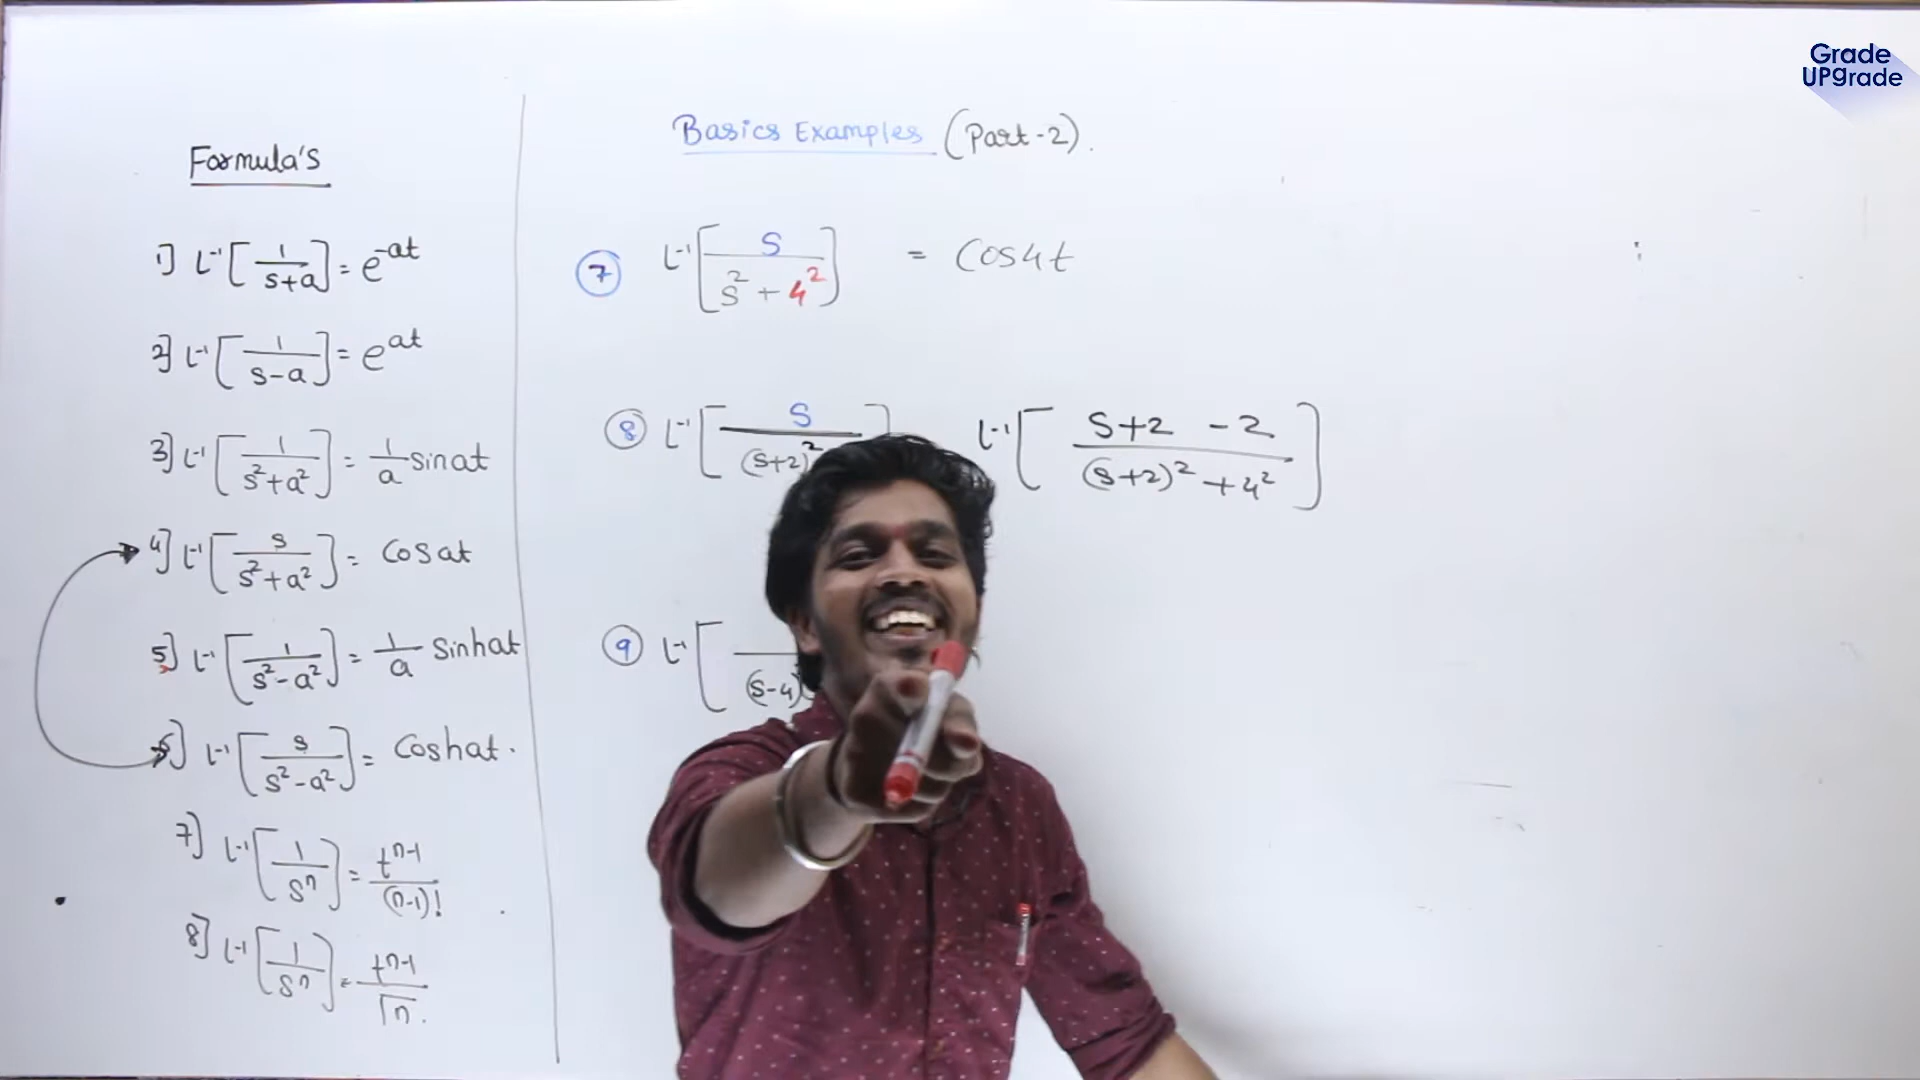 Grade
UPgrade
Formula's
1] L⁻¹[1/(s+a)] = e^-at
2] L⁻¹[1/(s-a)] = e^at
3] L⁻¹[1/(s²+a²)] = 1/a sinat
4] L⁻¹[s/(s²+a²)] = Cosat
5] L⁻¹[1/(s²-a²)] = 1/a Sinhat
6] L⁻¹[s/(s²-a²)] = Coshat.
7] L⁻¹[1/sⁿ] = t^(n-1)/(n-1)!
8] L⁻¹[1/sⁿ] = t^(n-1)/Γn.
Basics Examples (Part-2).
7 L⁻¹[S/(s²+4²)] = Cos4t
8 L⁻¹[S/(s+2)² ] L⁻¹[(S+2 -2)/((s+2)²+4²)]
9 L⁻¹[ /(s-4)